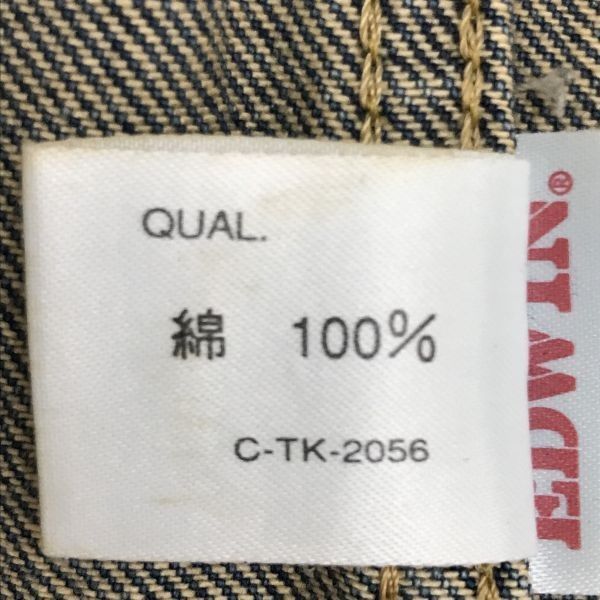 QUAL.
綿 100%
C-TK-2056
®